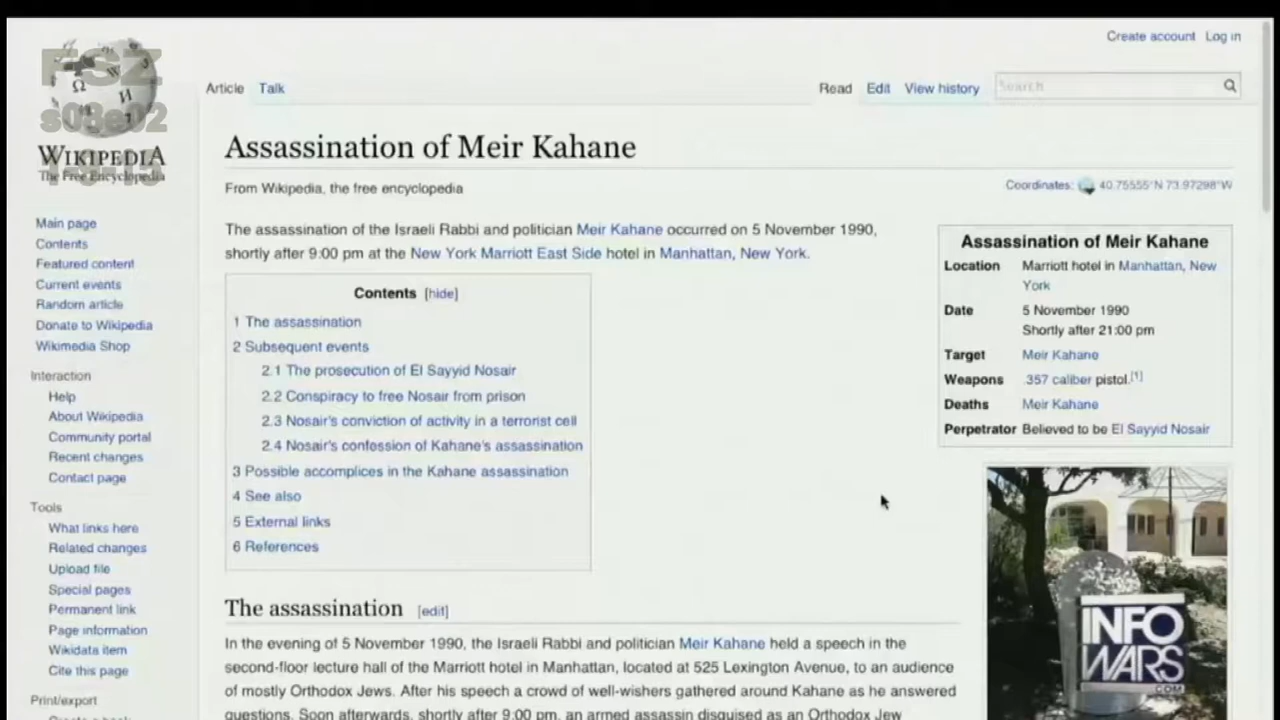 FSZ
s03e02
1-9-15
WIKIPEDIA
The Free Encyclopedia
Main page
Contents
Featured content
Current events
Random article
Donate to Wikipedia
Wikimedia Shop
Interaction
Help
About Wikipedia
Community portal
Recent changes
Contact page
Tools
What links here
Related changes
Upload file
Special pages
Permanent link
Page information
Wikidata item
Cite this page
Print/export
Create account Log in
Article Talk
Read Edit View history
Search
Assassination of Meir Kahane
From Wikipedia, the free encyclopedia
Coordinates: 40.75555°N 73.97298°W
The assassination of the Israeli Rabbi and politician Meir Kahane occurred on 5 November 1990,
shortly after 9:00 pm at the New York Marriott East Side hotel in Manhattan, New York.
Contents [hide]
1 The assassination
2 Subsequent events
2.1 The prosecution of El Sayyid Nosair
2.2 Conspiracy to free Nosair from prison
2.3 Nosair's conviction of activity in a terrorist cell
2.4 Nosair's confession of Kahane's assassination
3 Possible accomplices in the Kahane assassination
4 See also
5 External links
6 References
Assassination of Meir Kahane
Location Marriott hotel in Manhattan, New
York
Date 5 November 1990
Shortly after 21:00 pm
Target Meir Kahane
Weapons .357 caliber pistol.[1]
Deaths Meir Kahane
Perpetrator Believed to be El Sayyid Nosair
The assassination [edit]
In the evening of 5 November 1990, the Israeli Rabbi and politician Meir Kahane held a speech in the
second-floor lecture hall of the Marriott hotel in Manhattan, located at 525 Lexington Avenue, to an audience
of mostly Orthodox Jews. After his speech a crowd of well-wishers gathered around Kahane as he answered
questions. Soon afterwards, shortly after 9:00 pm, an armed assassin disguised as an Orthodox Jew
INFO
WARS
.COM